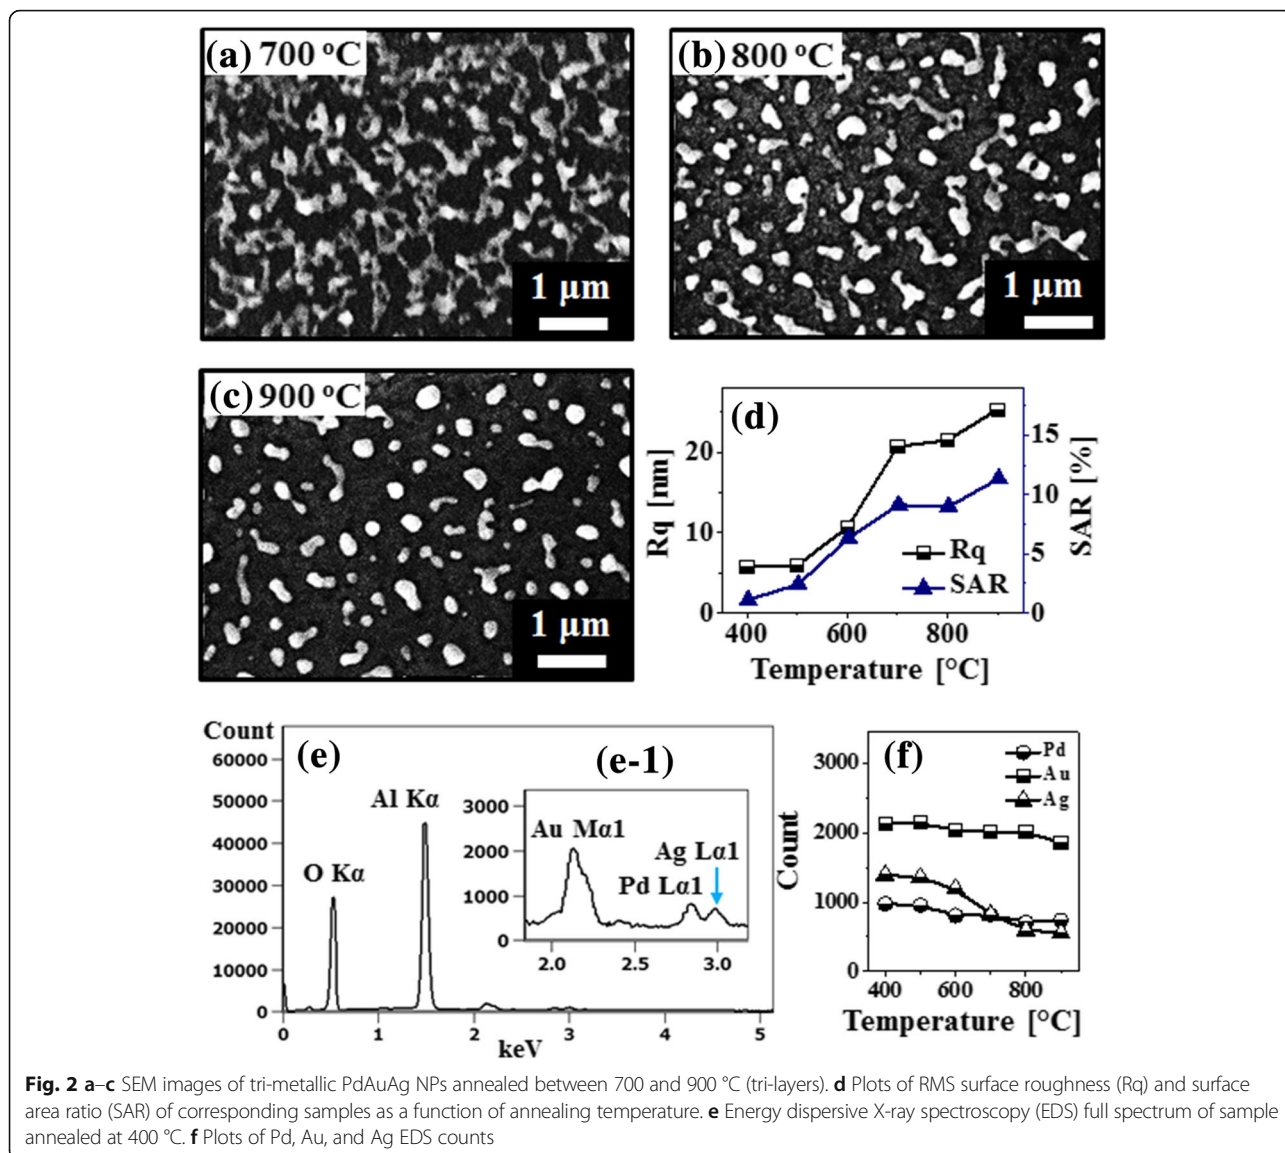 (a) 700 °C
1 µm
(b) 800 °C
1 µm
(c) 900 °C
1 µm
(d)
Rq [nm]
20
10
0
SAR [%]
15
10
5
0
Rq
SAR
400 600 800
Temperature [°C]
Count
(e)
60000
50000
40000
30000
20000
10000
0
O Kα
Al Kα
0 1 2 3 4 5
keV
(e-1)
3000
2000
1000
0
Au Mα1
Pd Lα1
Ag Lα1
2.0 2.5 3.0
(f)
Pd
Au
Ag
Count
3000
2000
1000
0
400 600 800
Temperature [°C]
Fig. 2 a–c SEM images of tri-metallic PdAuAg NPs annealed between 700 and 900 °C (tri-layers). d Plots of RMS surface roughness (Rq) and surface
area ratio (SAR) of corresponding samples as a function of annealing temperature. e Energy dispersive X-ray spectroscopy (EDS) full spectrum of sample
annealed at 400 °C. f Plots of Pd, Au, and Ag EDS counts